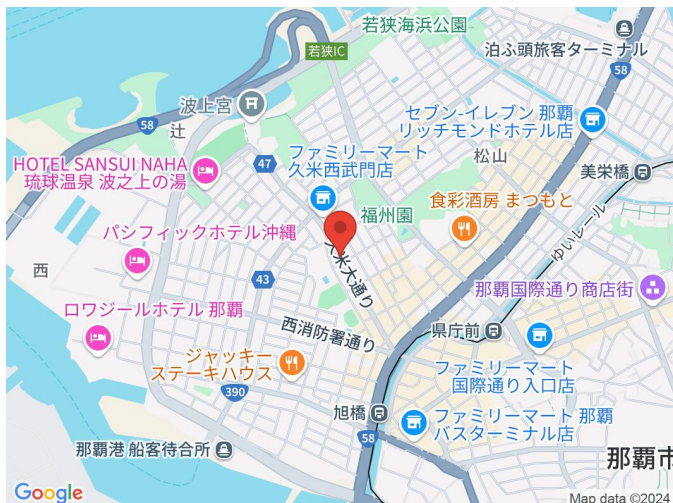 若狭海浜公園
泊ふ頭旅客ターミナル
若狭IC
58
波上宮
58
辻
セブン-イレブン 那覇
リッチモンドホテル店
松山
47
ファミリーマート
久米西武門店
HOTEL SANSUI NAHA
琉球温泉 波之上の湯
美栄橋
福州園
食彩酒房 まつもと
ゆいレール
パシフィックホテル沖縄
西
久米大通り
43
那覇国際通り商店街
ロワジールホテル 那覇
西消防署通り
県庁前
ジャッキー
ステーキハウス
ファミリーマート
国際通り入口店
390
旭橋
ファミリーマート 那覇
バスターミナル店
58
那覇港 船客待合所
那覇市
Google
Map data ©2024